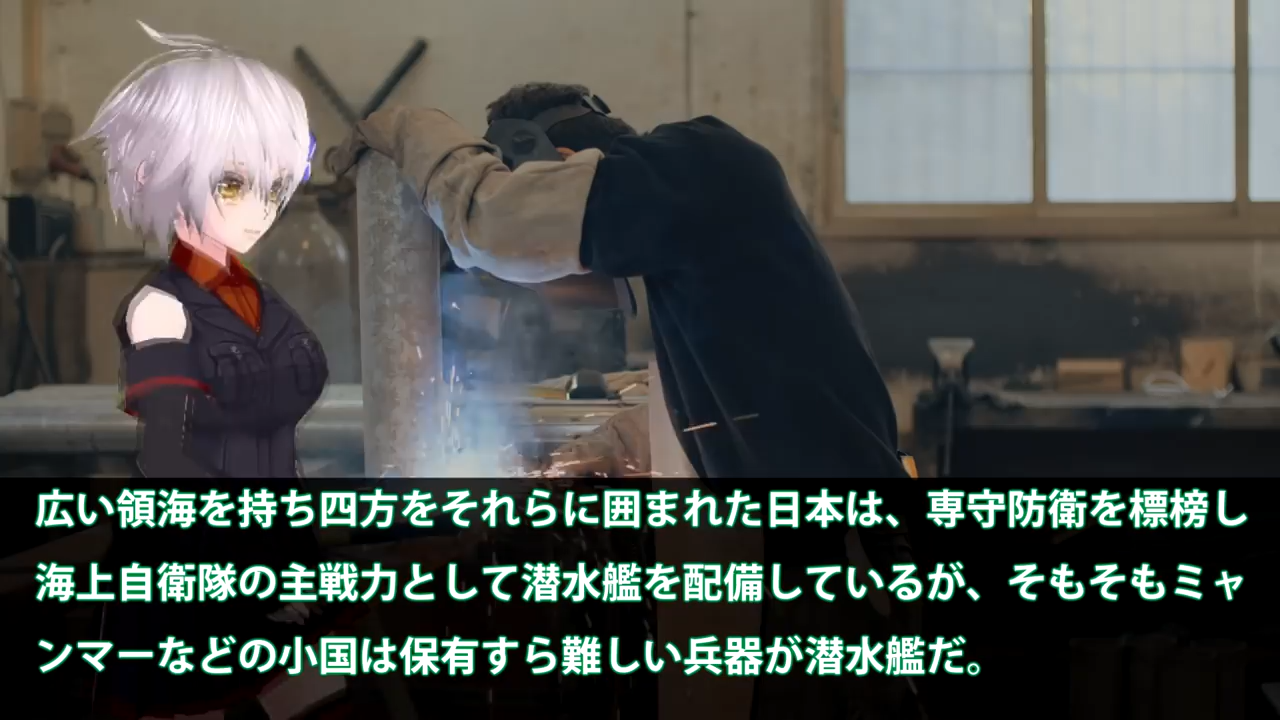 広い領海を持ち四方をそれらに囲まれた日本は、専守防衛を標榜し
海上自衛隊の主戦力として潜水艦を配備しているが、そもそもミャ
ンマーなどの小国は保有すら難しい兵器が潜水艦だ。